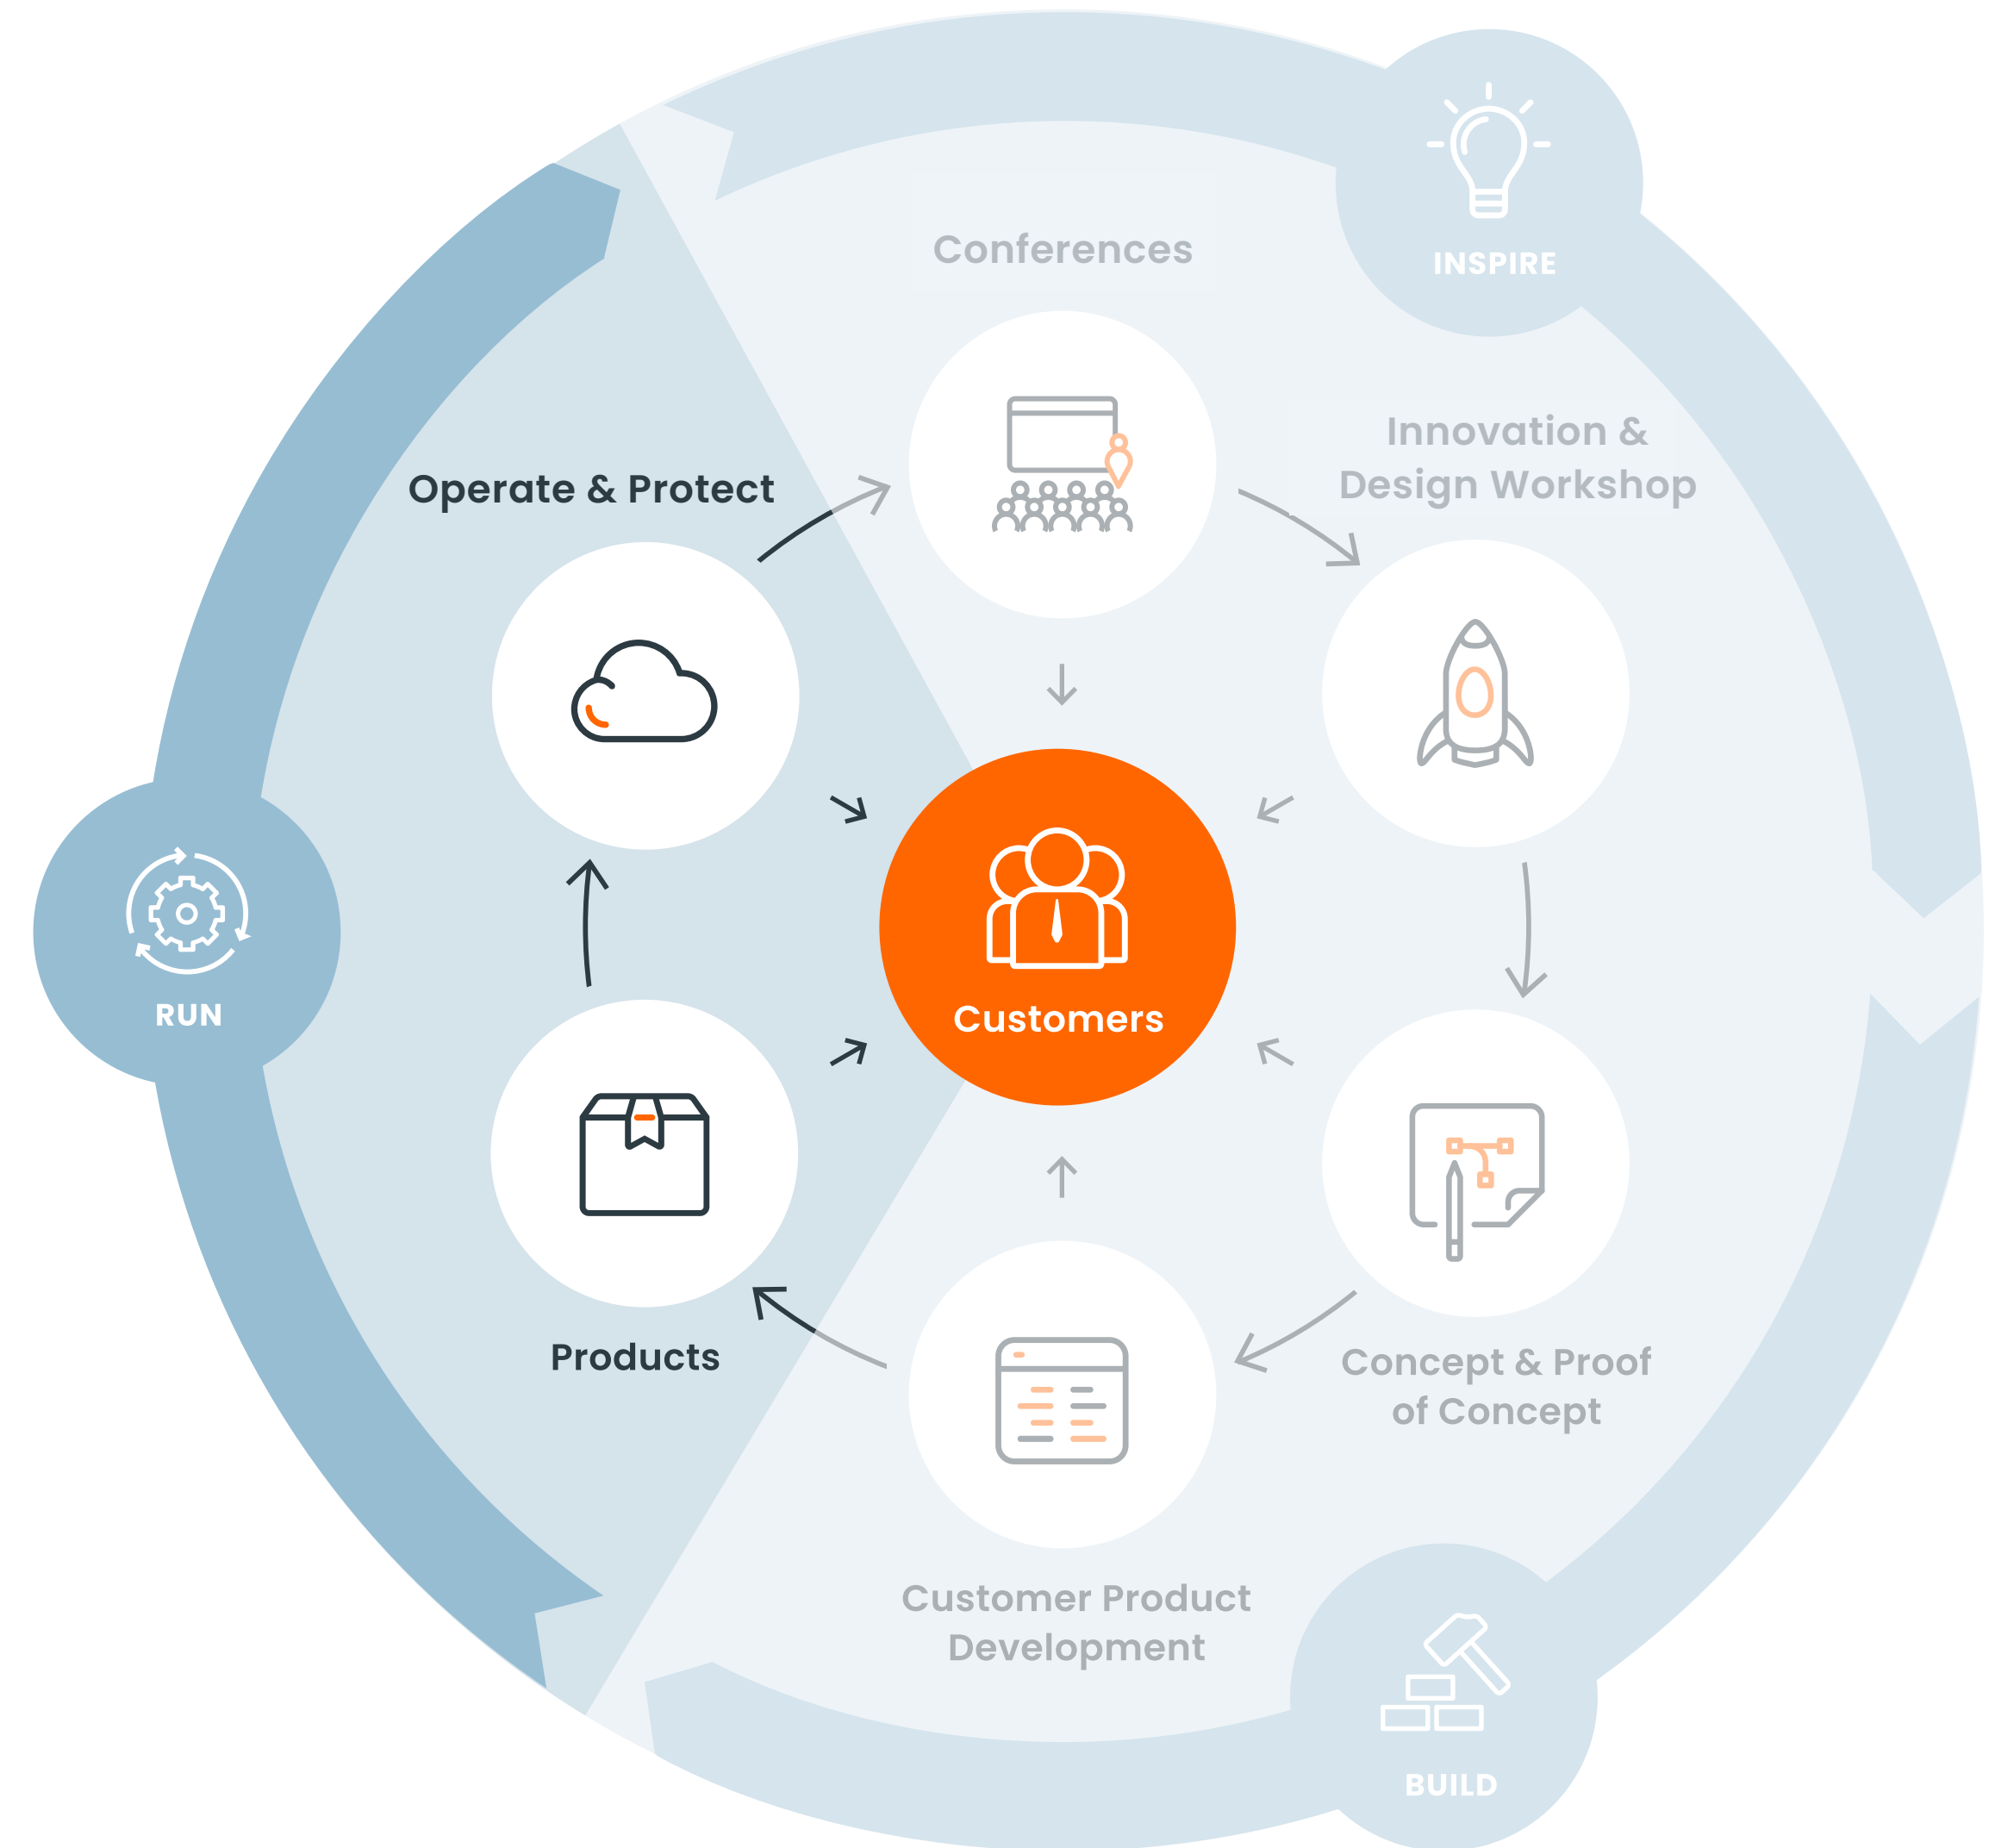 INSPIRE
Conferences
Innovation &
Design Workshop
Operate & Protect
Customers
RUN
Products
Concept & Proof
of Concept
Customer Product
Development
BUILD